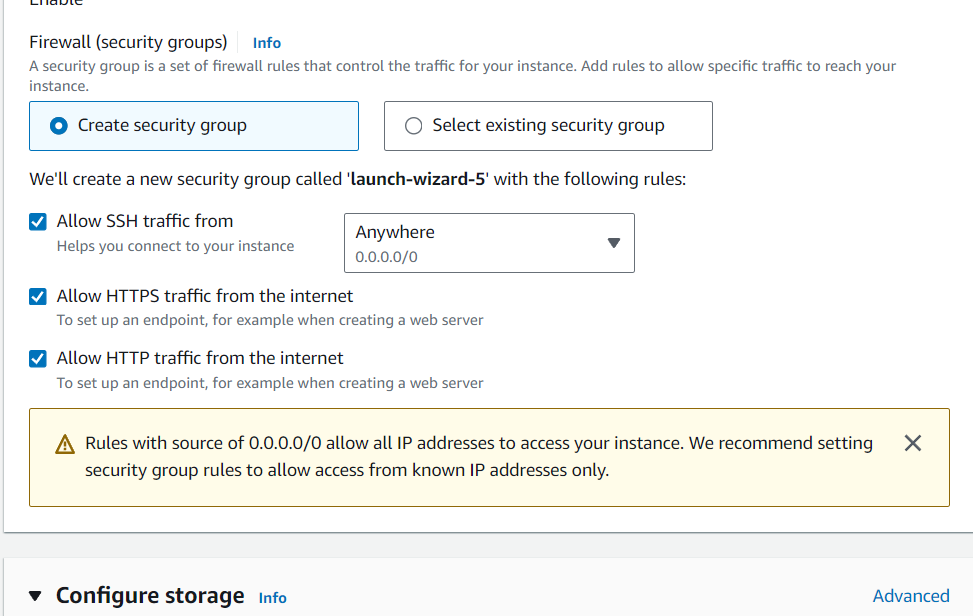 Enable
Firewall (security groups) Info
A security group is a set of firewall rules that control the traffic for your instance. Add rules to allow specific traffic to reach your
instance.
Create security group
Select existing security group
We'll create a new security group called 'launch-wizard-5' with the following rules:
Allow SSH traffic from
Helps you connect to your instance
Anywhere
0.0.0.0/0
Allow HTTPS traffic from the internet
To set up an endpoint, for example when creating a web server
Allow HTTP traffic from the internet
To set up an endpoint, for example when creating a web server
Rules with source of 0.0.0.0/0 allow all IP addresses to access your instance. We recommend setting
security group rules to allow access from known IP addresses only.
Configure storage Info
Advanced